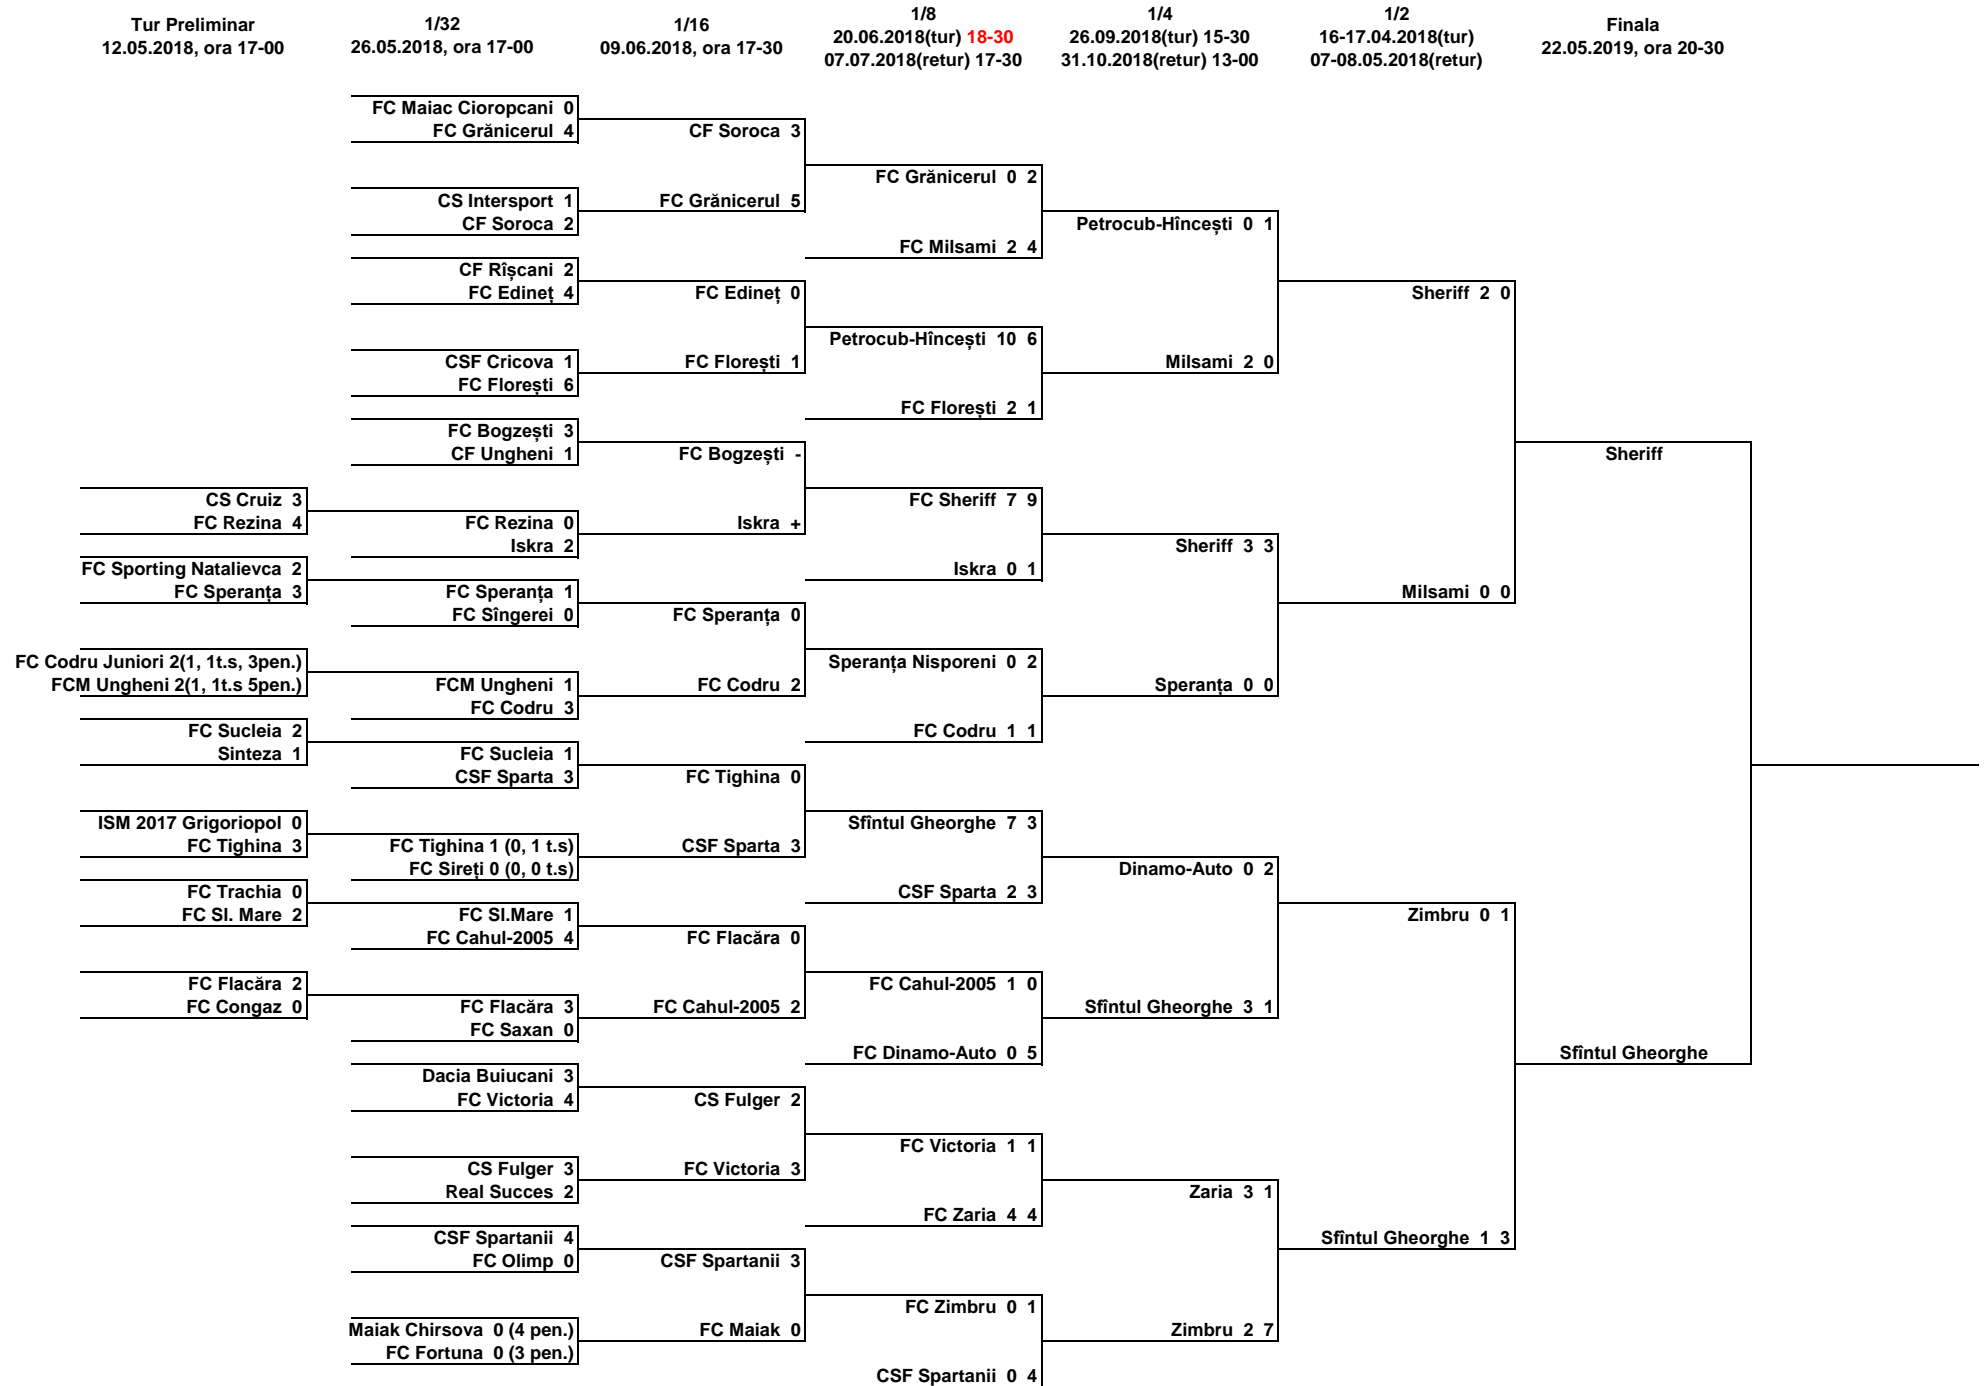 Tur Preliminar
12.05.2018, ora 17-00
1/32
26.05.2018, ora 17-00
1/16
09.06.2018, ora 17-30
1/8
20.06.2018(tur) 18-30
07.07.2018(retur) 17-30
1/4
26.09.2018(tur) 15-30
31.10.2018(retur) 13-00
1/2
16-17.04.2018(tur)
07-08.05.2018(retur)
Finala
22.05.2019, ora 20-30
CS Cruiz 3
FC Rezina 4
FC Sporting Natalievca 2
FC Speranța 3
FC Codru Juniori 2(1, 1t.s, 3pen.)
FCM Ungheni 2(1, 1t.s 5pen.)
FC Sucleia 2
Sinteza 1
ISM 2017 Grigoriopol 0
FC Tighina 3
FC Trachia 0
FC Sl. Mare 2
FC Flacăra 2
FC Congaz 0
FC Maiac Cioropcani 0
FC Grănicerul 4
CS Intersport 1
CF Soroca 2
CF Rîșcani 2
FC Edineț 4
CSF Cricova 1
FC Florești 6
FC Bogzești 3
CF Ungheni 1
FC Rezina 0
Iskra 2
FC Speranța 1
FC Sîngerei 0
FCM Ungheni 1
FC Codru 3
FC Sucleia 1
CSF Sparta 3
FC Tighina 1 (0, 1 t.s)
FC Sireți 0 (0, 0 t.s)
FC Sl.Mare 1
FC Cahul-2005 4
FC Flacăra 3
FC Saxan 0
Dacia Buiucani 3
FC Victoria 4
CS Fulger 3
Real Succes 2
CSF Spartanii 4
FC Olimp 0
Maiak Chirsova 0 (4 pen.)
FC Fortuna 0 (3 pen.)
CF Soroca 3
FC Grănicerul 5
FC Edineț 0
FC Florești 1
FC Bogzești -
Iskra +
FC Speranța 0
FC Codru 2
FC Tighina 0
CSF Sparta 3
FC Flacăra 0
FC Cahul-2005 2
CS Fulger 2
FC Victoria 3
CSF Spartanii 3
FC Maiak 0
FC Grănicerul 0 2
FC Milsami 2 4
Petrocub-Hîncești 10 6
FC Florești 2 1
FC Sheriff 7 9
Iskra 0 1
Speranța Nisporeni 0 2
FC Codru 1 1
Sfîntul Gheorghe 7 3
CSF Sparta 2 3
FC Cahul-2005 1 0
FC Dinamo-Auto 0 5
FC Victoria 1 1
FC Zaria 4 4
FC Zimbru 0 1
CSF Spartanii 0 4
Petrocub-Hîncești 0 1
Milsami 2 0
Sheriff 3 3
Speranța 0 0
Dinamo-Auto 0 2
Sfîntul Gheorghe 3 1
Zaria 3 1
Zimbru 2 7
Sheriff 2 0
Milsami 0 0
Zimbru 0 1
Sfîntul Gheorghe 1 3
Sheriff
Sfîntul Gheorghe